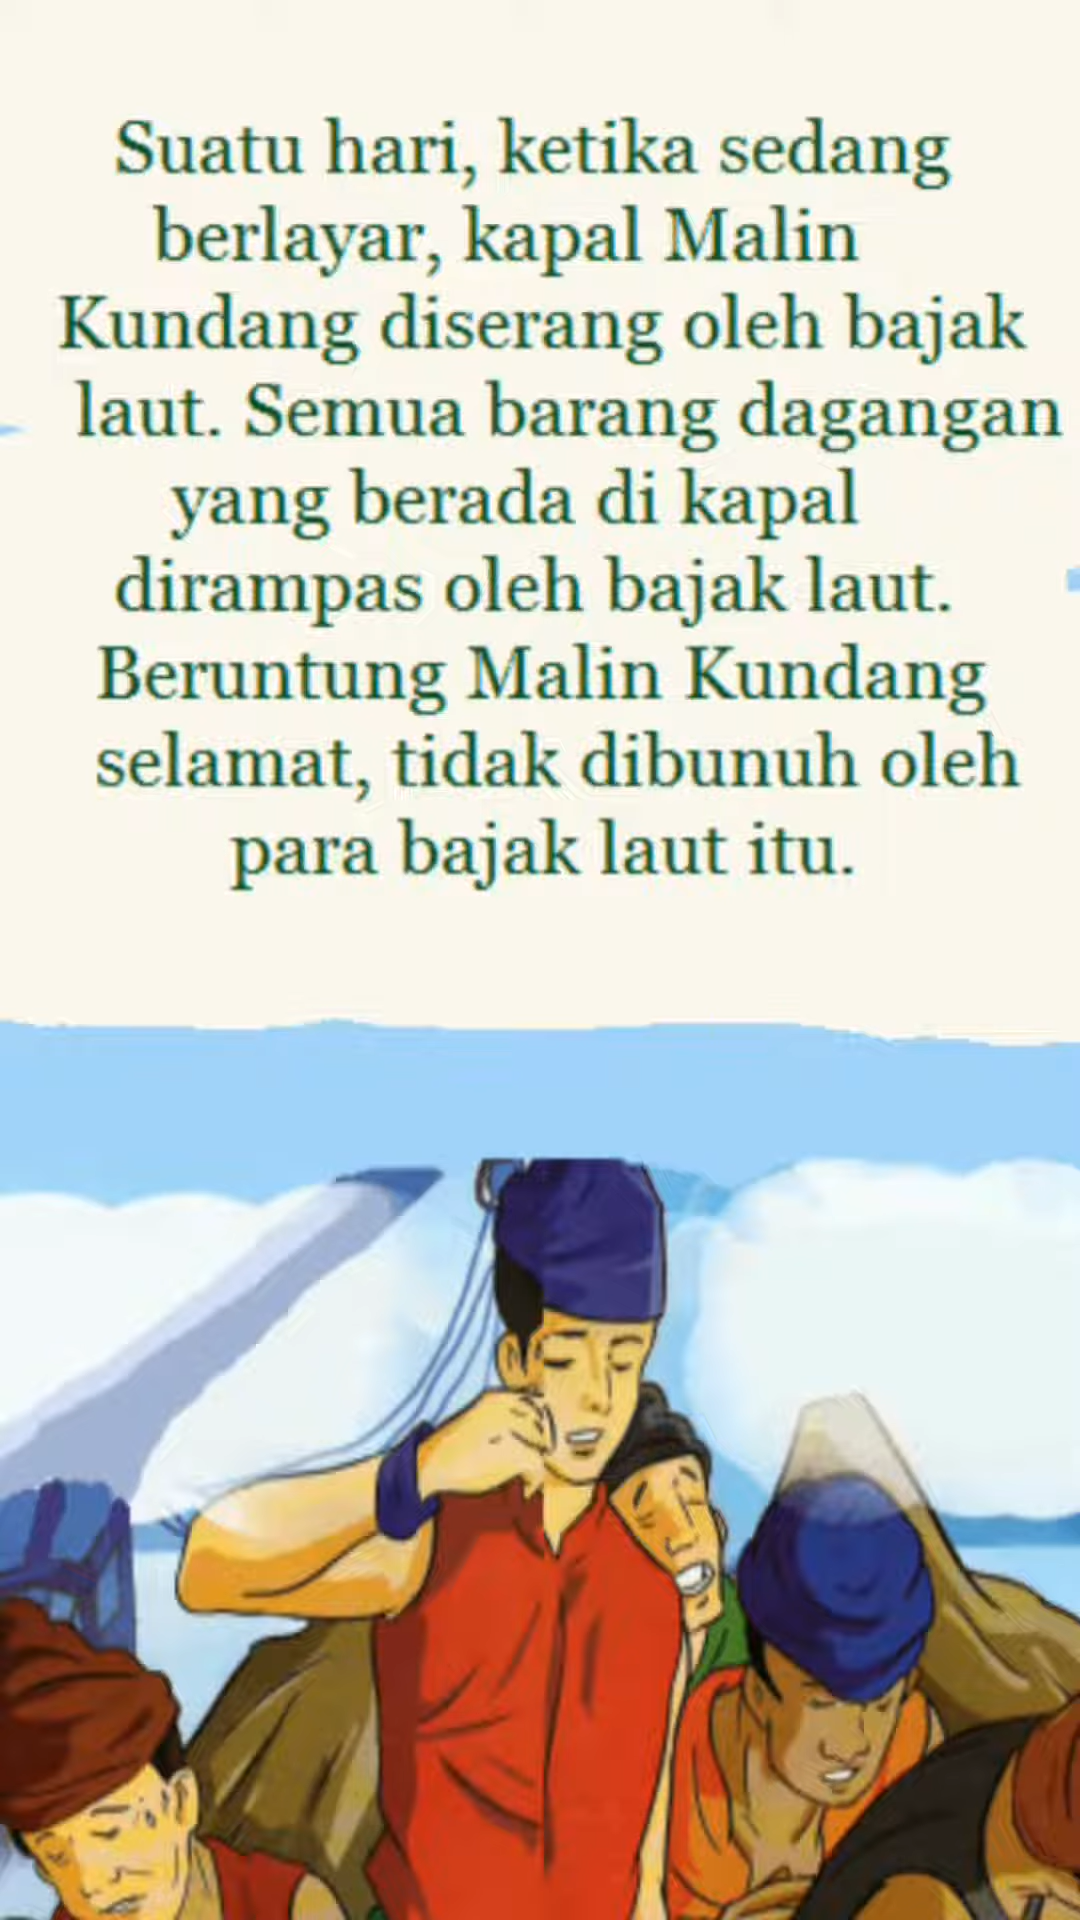 Suatu hari, ketika sedang
berlayar, kapal Malin
Kundang diserang oleh bajak
laut. Semua barang dagangan
yang berada di kapal
dirampas oleh bajak laut.
Beruntung Malin Kundang
selamat, tidak dibunuh oleh
para bajak laut itu.